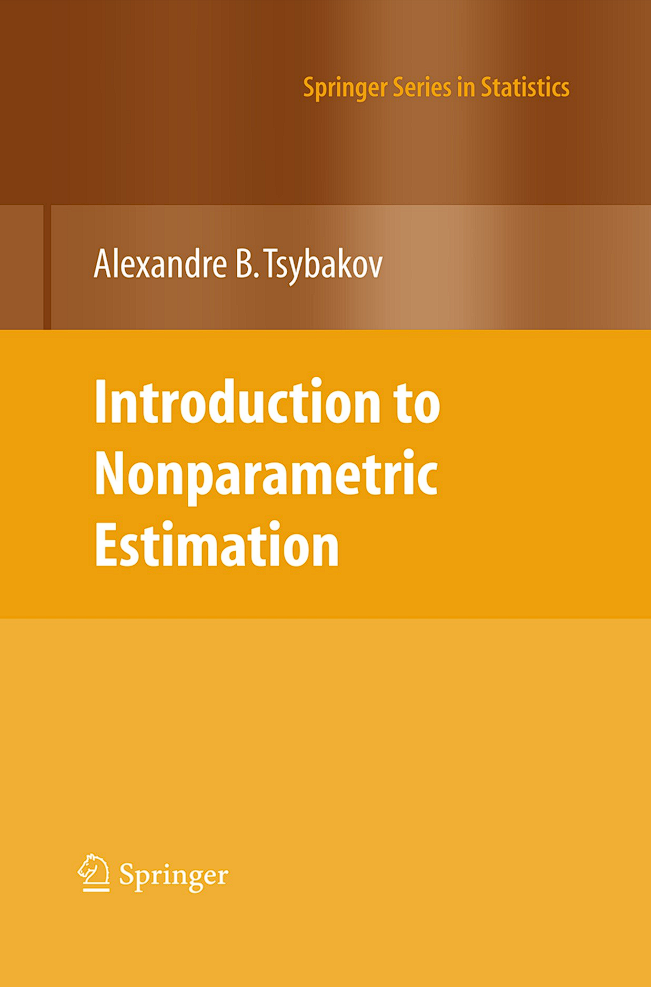 Springer Series in Statistics
Alexandre B. Tsybakov
Introduction to
Nonparametric
Estimation
Springer